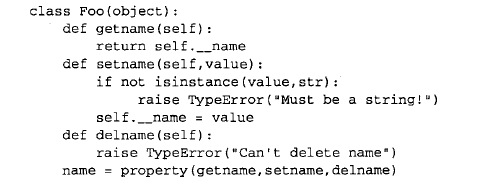 class Foo(object):
    def getname(self):
        return self.__name
    def setname(self,value):
        if not isinstance(value,str):
            raise TypeError("Must be a string!")
        self.__name = value
    def delname(self):
        raise TypeError("Can't delete name")
    name = property(getname,setname,delname)